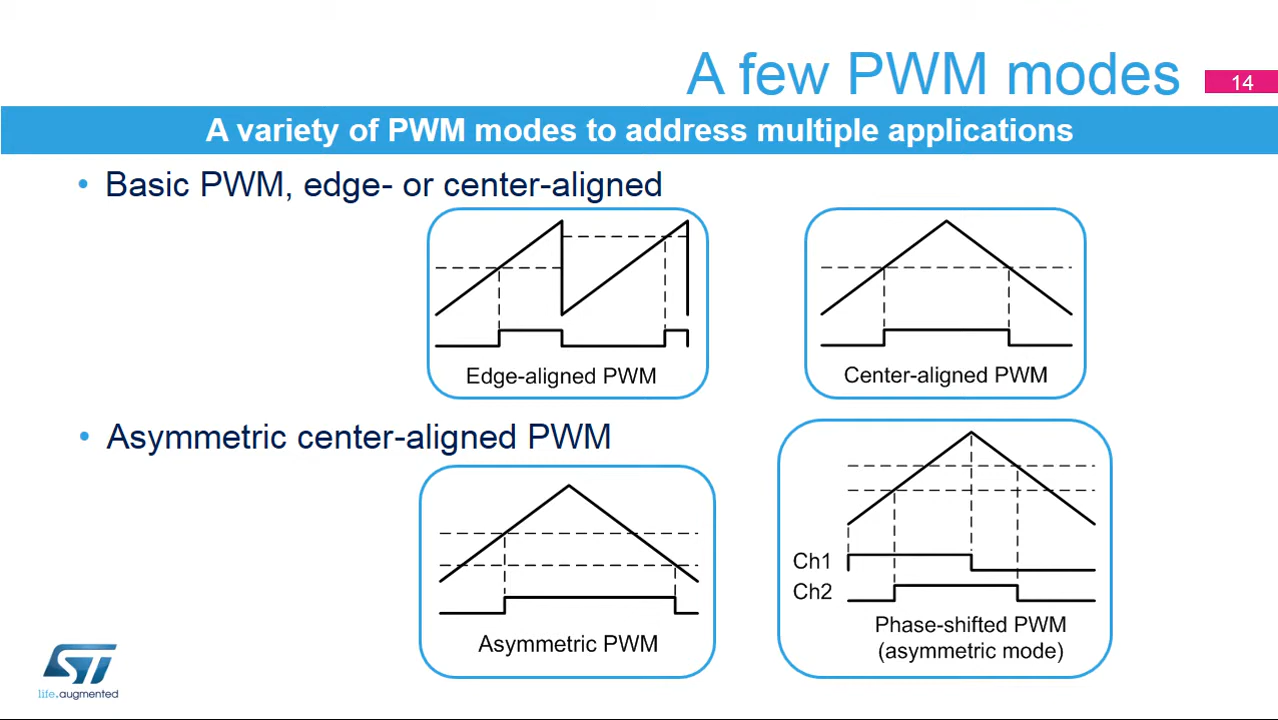 A few PWM modes
14
A variety of PWM modes to address multiple applications
• Basic PWM, edge- or center-aligned
Edge-aligned PWM
Center-aligned PWM
• Asymmetric center-aligned PWM
Asymmetric PWM
Ch1
Ch2
Phase-shifted PWM
(asymmetric mode)
ST
life.augmented